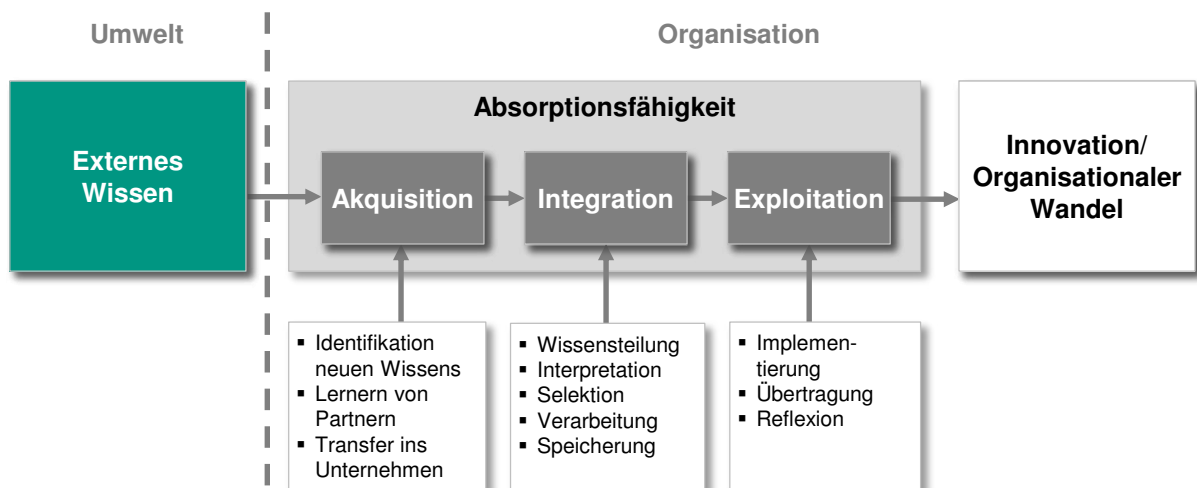 Umwelt
Organisation
Externes
Wissen
Absorptionsfähigkeit
Akquisition
Integration
Exploitation
Innovation/
Organisationaler
Wandel
▪ Identifikation
neuen Wissens
▪ Lernern von
Partnern
▪ Transfer ins
Unternehmen
▪ Wissensteilung
▪ Interpretation
▪ Selektion
▪ Verarbeitung
▪ Speicherung
▪ Implemen-
tierung
▪ Übertragung
▪ Reflexion